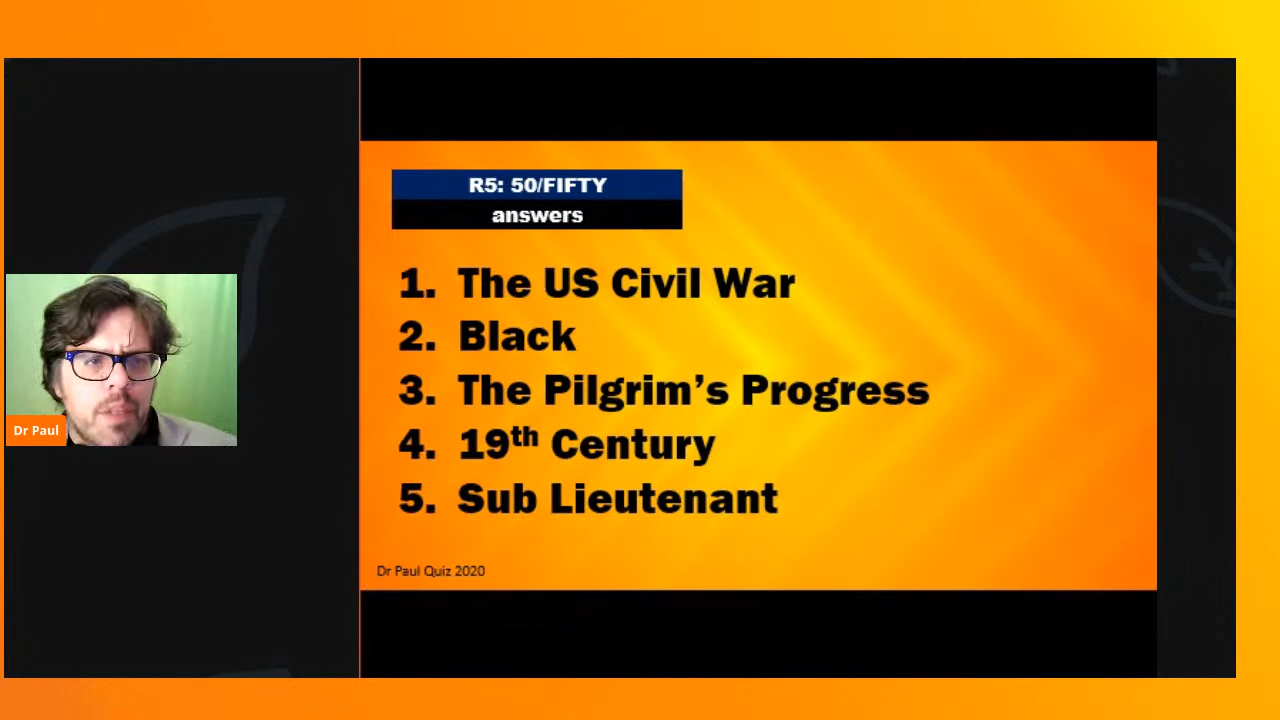 R5: 50/FIFTY
answers
1. The US Civil War
2. Black
3. The Pilgrim's Progress
4. 19th Century
5. Sub Lieutenant
Dr Paul
Dr Paul Quiz 2020